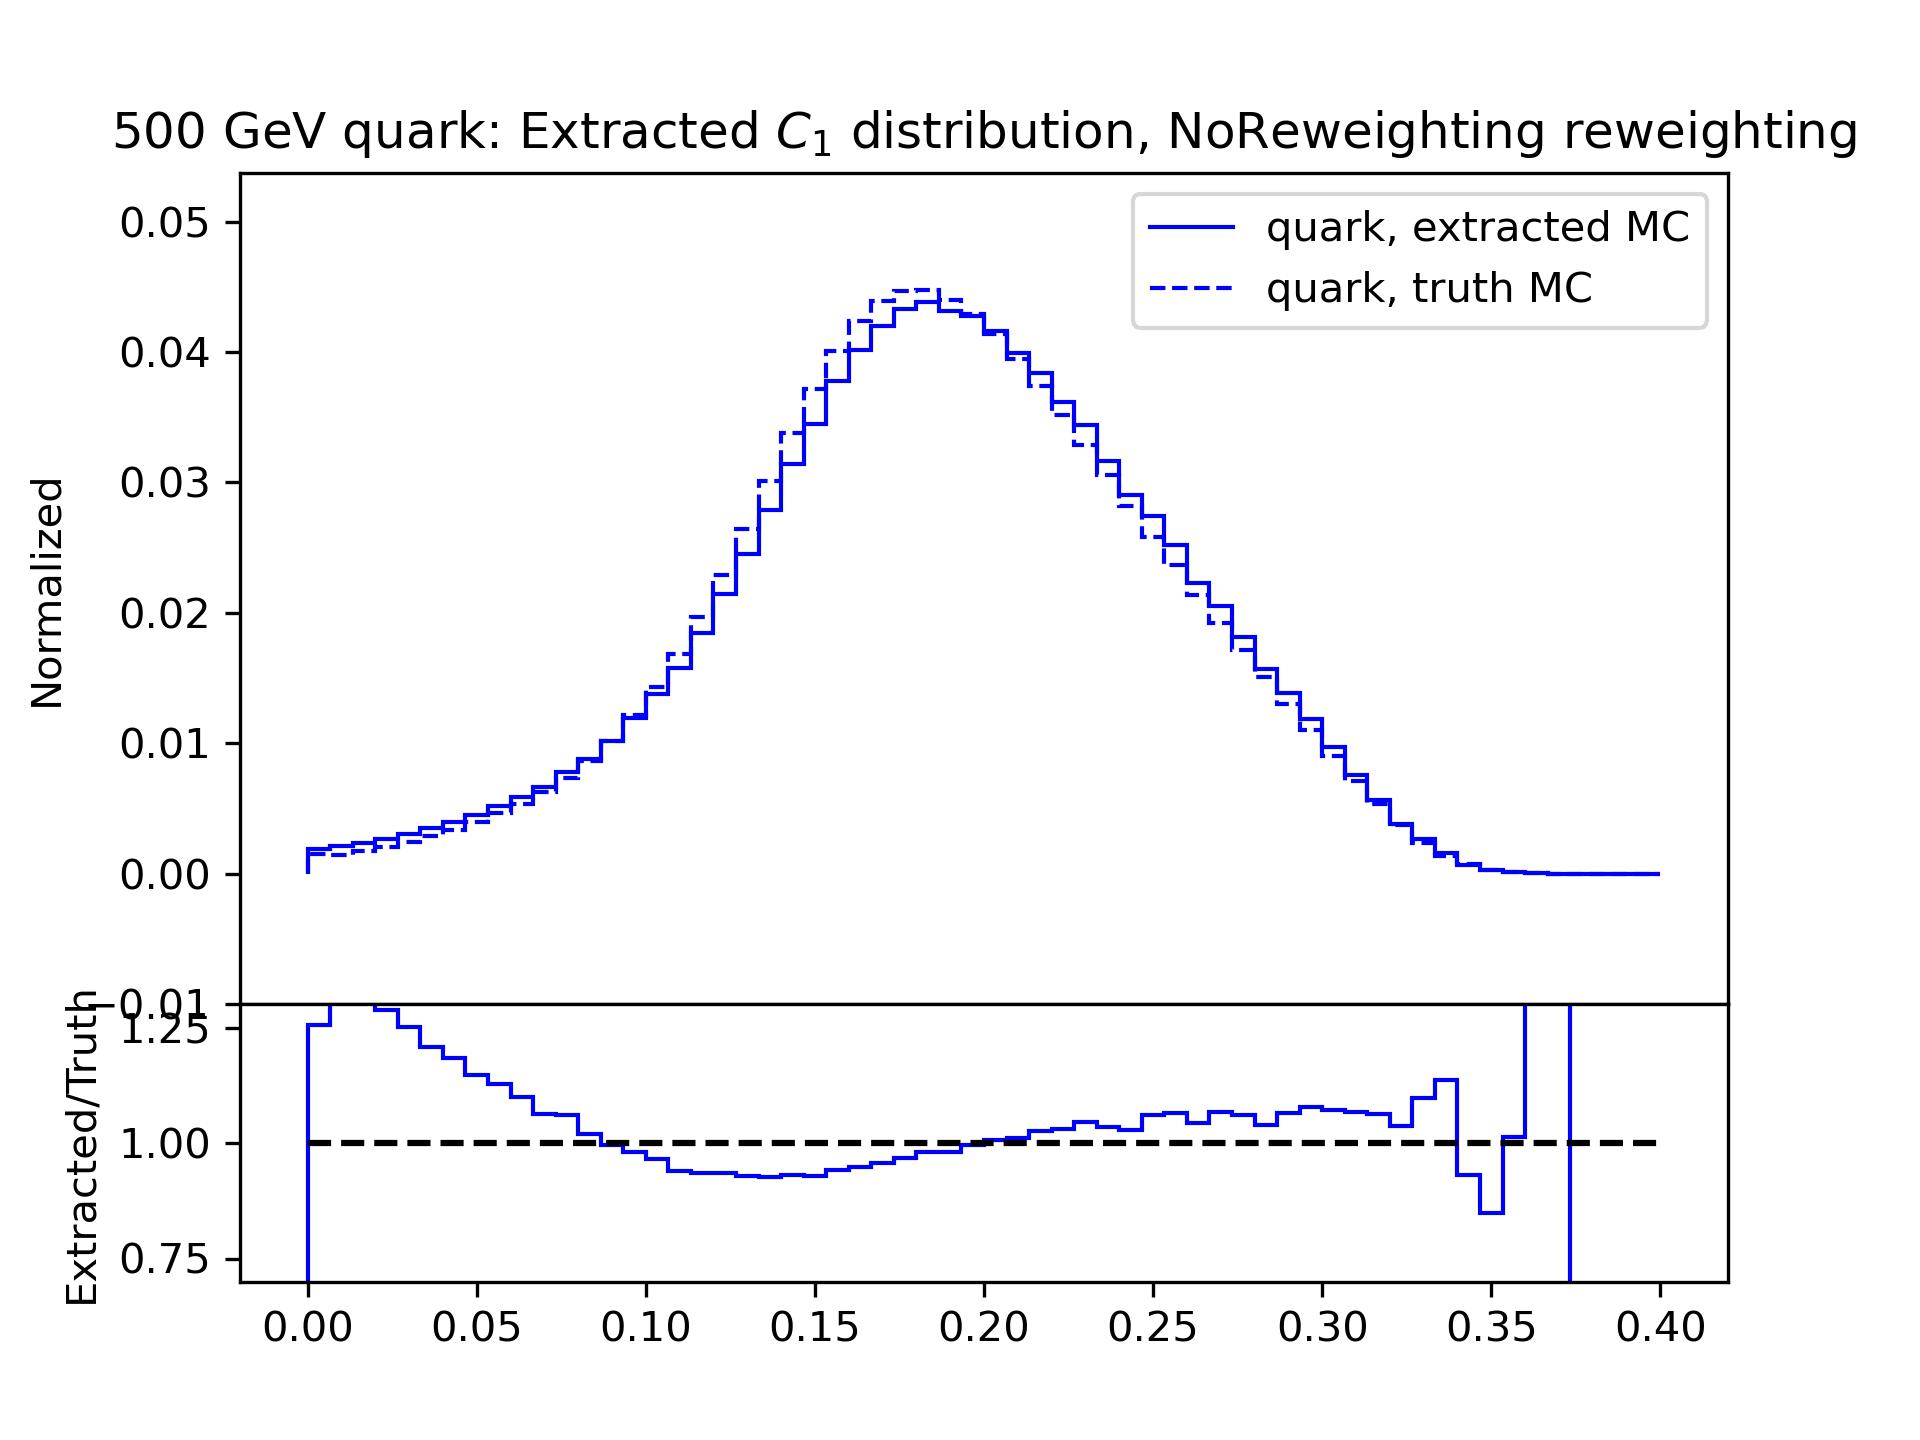 500 GeV quark: Extracted C₁ distribution, NoReweighting reweighting
quark, extracted MC
quark, truth MC
Normalized
0.05
0.04
0.03
0.02
0.01
0.00
−0.01
Extracted/Truth
1.25
1.00
0.75
0.00 0.05 0.10 0.15 0.20 0.25 0.30 0.35 0.40